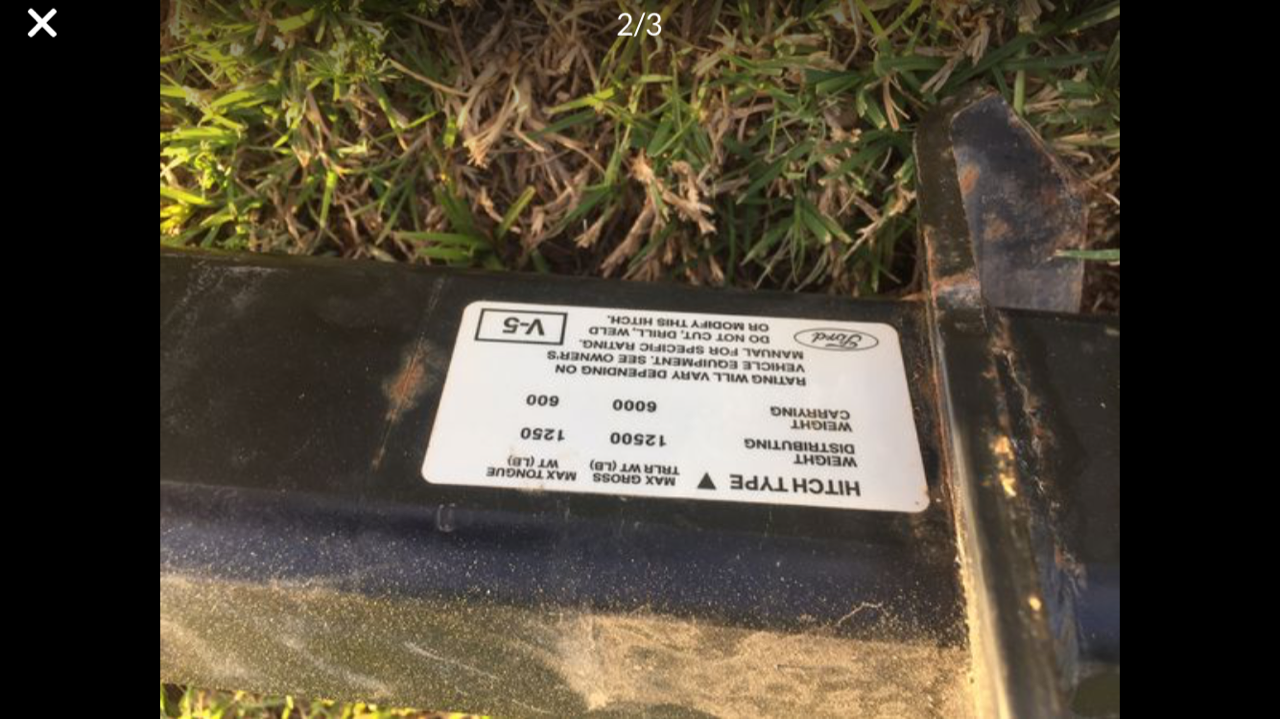 2/3
HITCH TYPE ▼ MAX GROSS TRLR WT (LB) MAX TONGUE WT (LB)
WEIGHT DISTRIBUTING 12500 1250
WEIGHT CARRYING 6000 600
RATING WILL VARY DEPENDING ON
VEHICLE EQUIPMENT. SEE OWNER'S
MANUAL FOR SPECIFIC RATING.
Ford
DO NOT CUT, DRILL, WELD
OR MODIFY THIS HITCH.
V-5